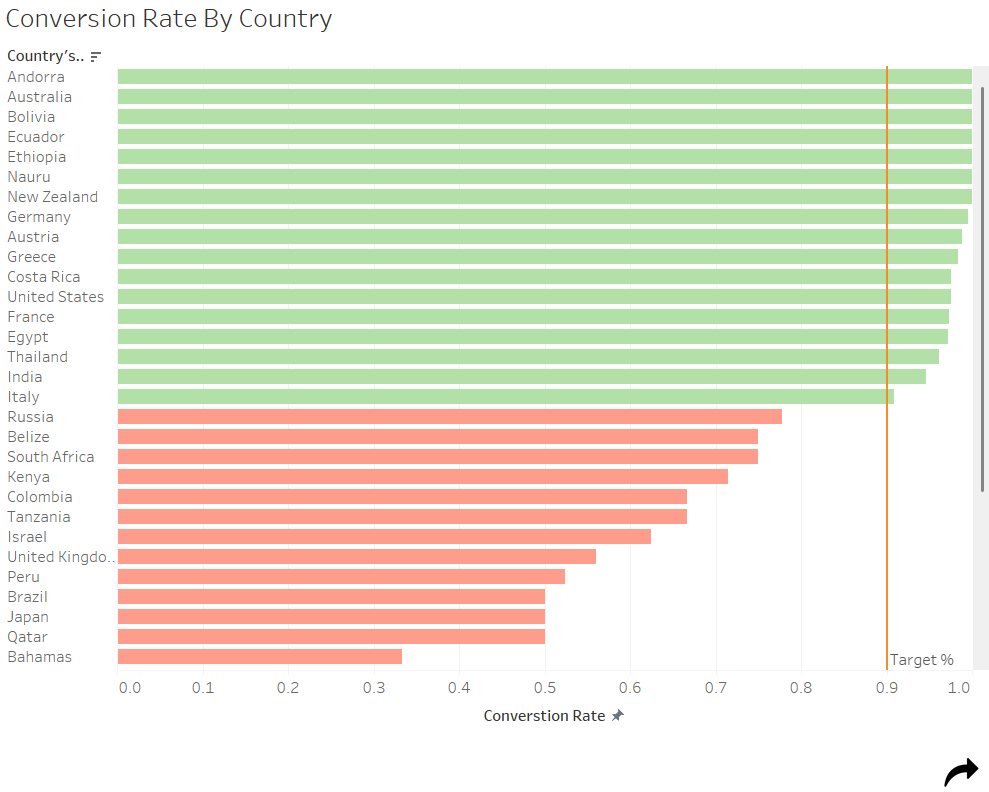 Conversion Rate By Country
Country's..
Andorra
Australia
Bolivia
Ecuador
Ethiopia
Nauru
New Zealand
Germany
Austria
Greece
Costa Rica
United States
France
Egypt
Thailand
India
Italy
Russia
Belize
South Africa
Kenya
Colombia
Tanzania
Israel
United Kingdo..
Peru
Brazil
Japan
Qatar
Bahamas
Target %
0.0 0.1 0.2 0.3 0.4 0.5 0.6 0.7 0.8 0.9 1.0
Converstion Rate